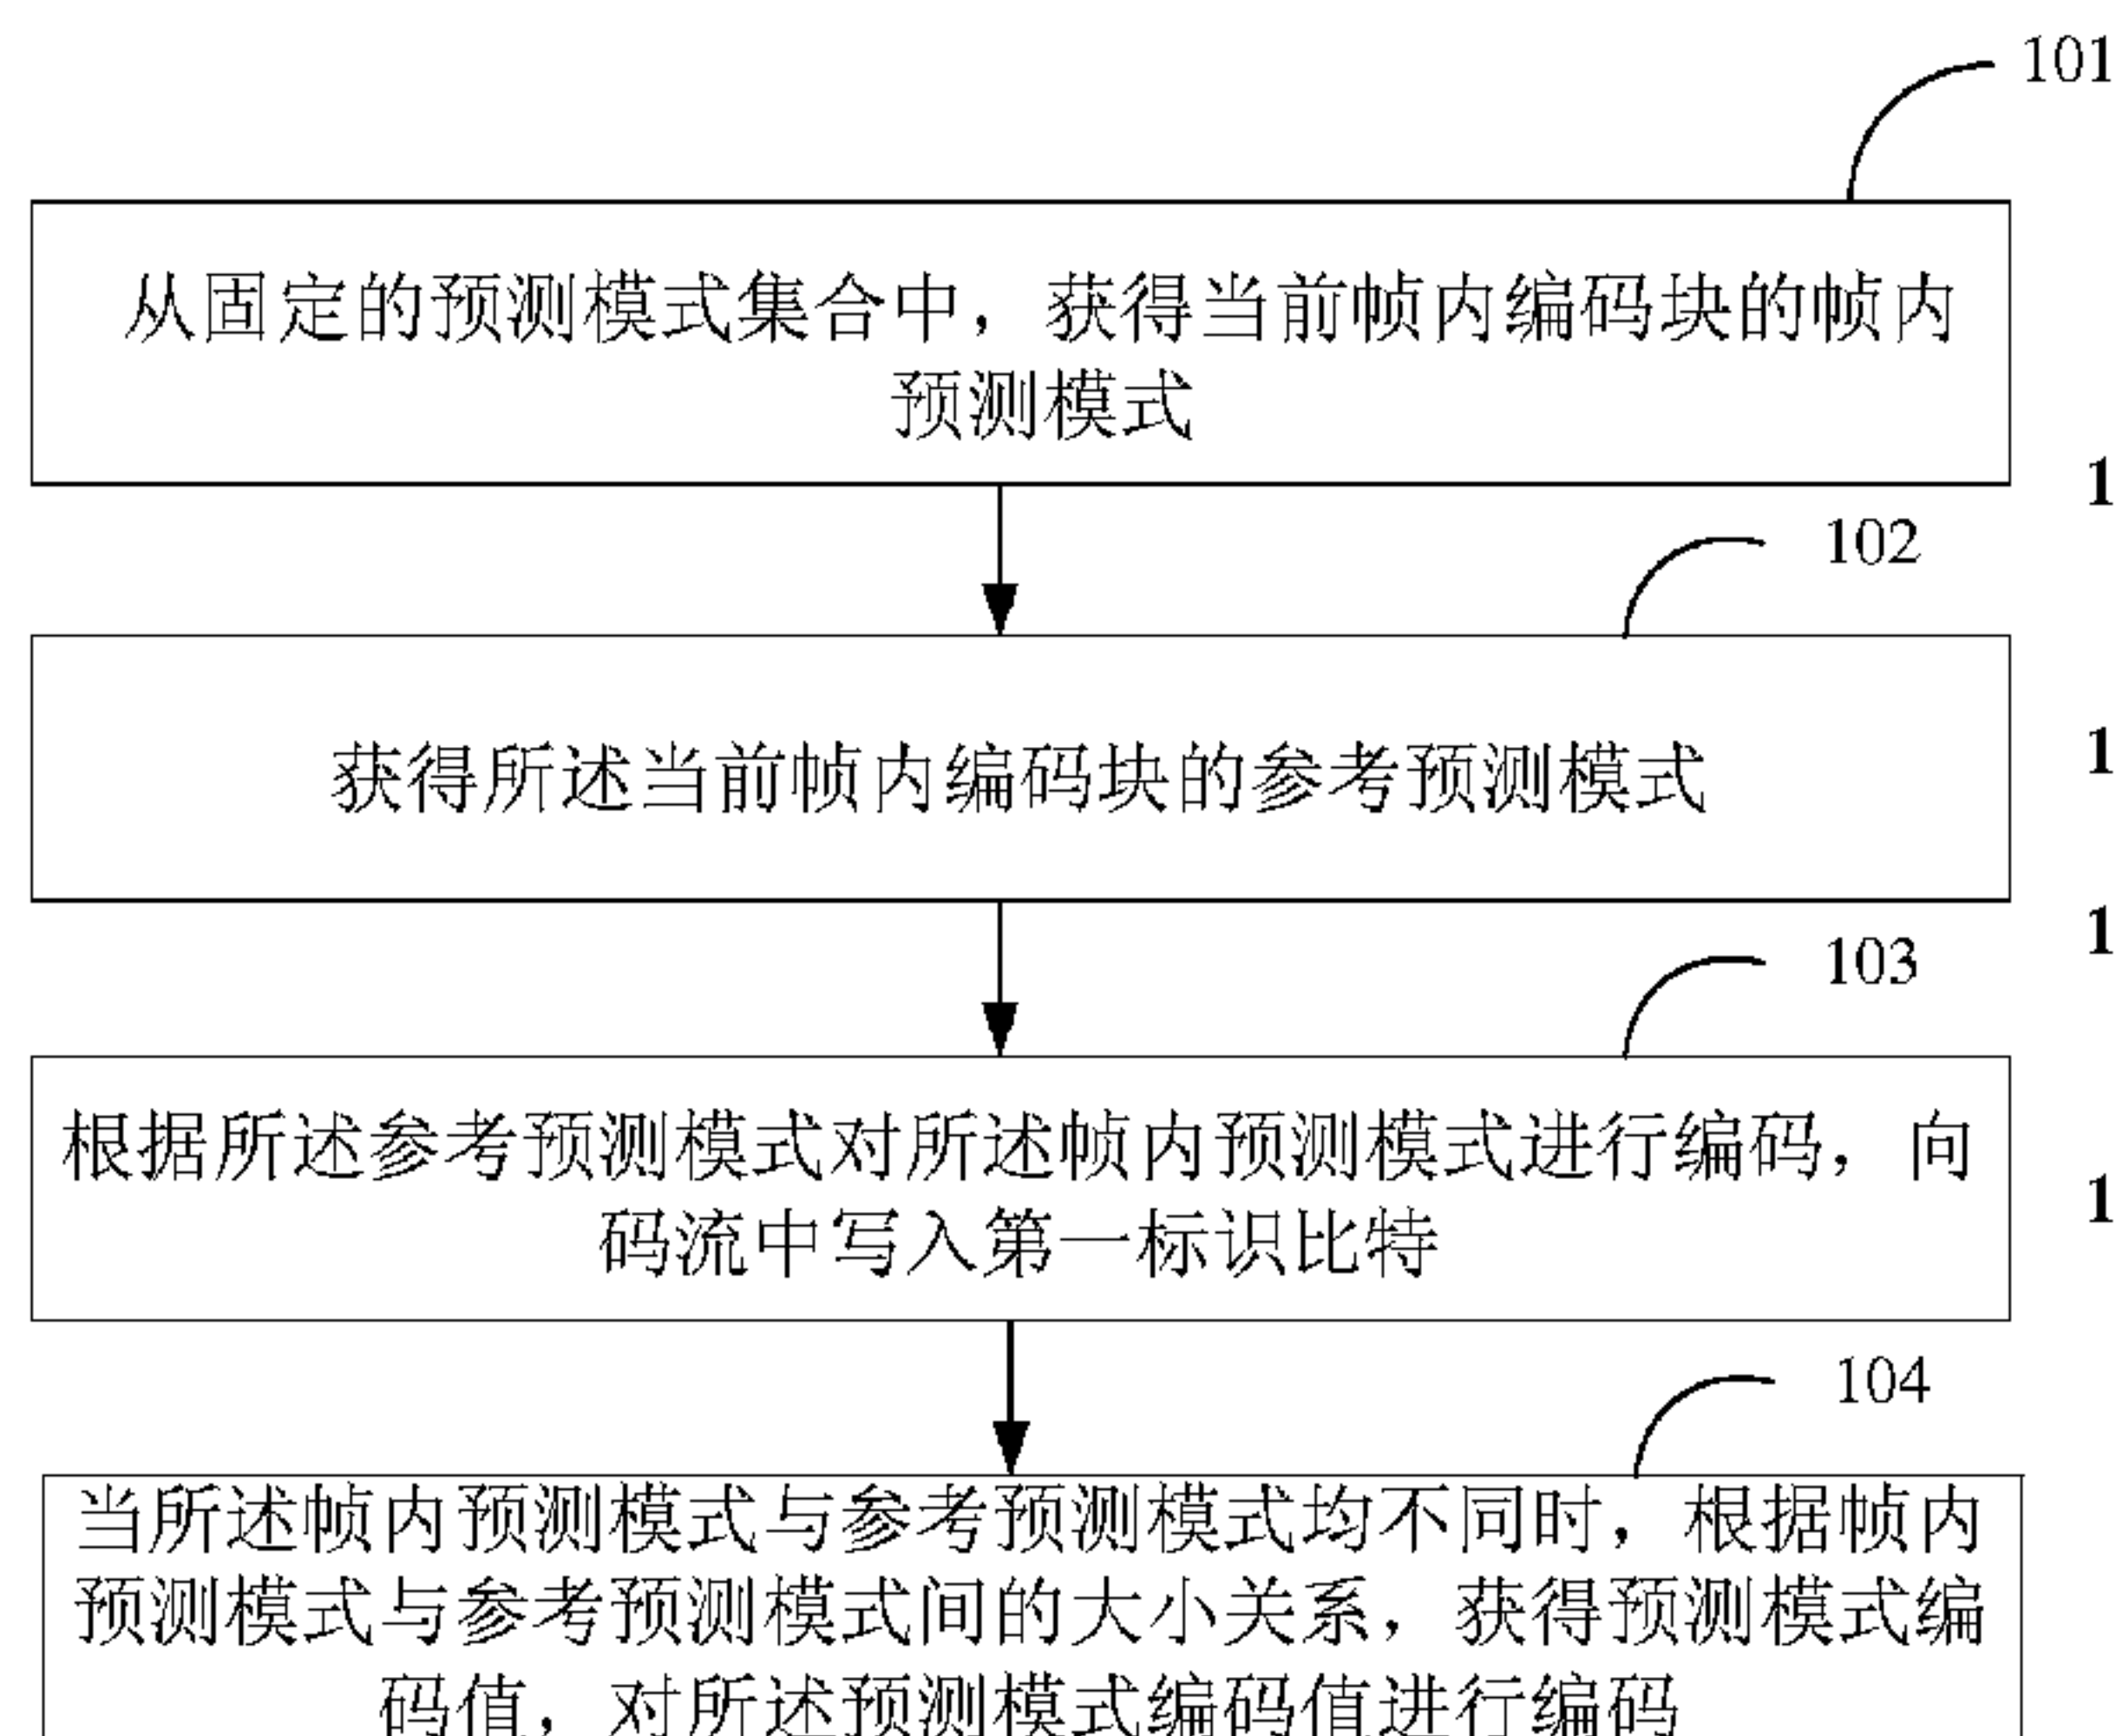 101
从固定的预测模式集合中，获得当前帧内编码块的帧内
预测模式
1
102
获得所述当前帧内编码块的参考预测模式
1
1
103
根据所述参考预测模式对所述帧内预测模式进行编码，向
码流中写入第一标识比特
1
104
当所述帧内预测模式与参考预测模式均不同时，根据帧内
预测模式与参考预测模式间的大小关系，获得预测模式编
码值，对所述预测模式编码值进行编码